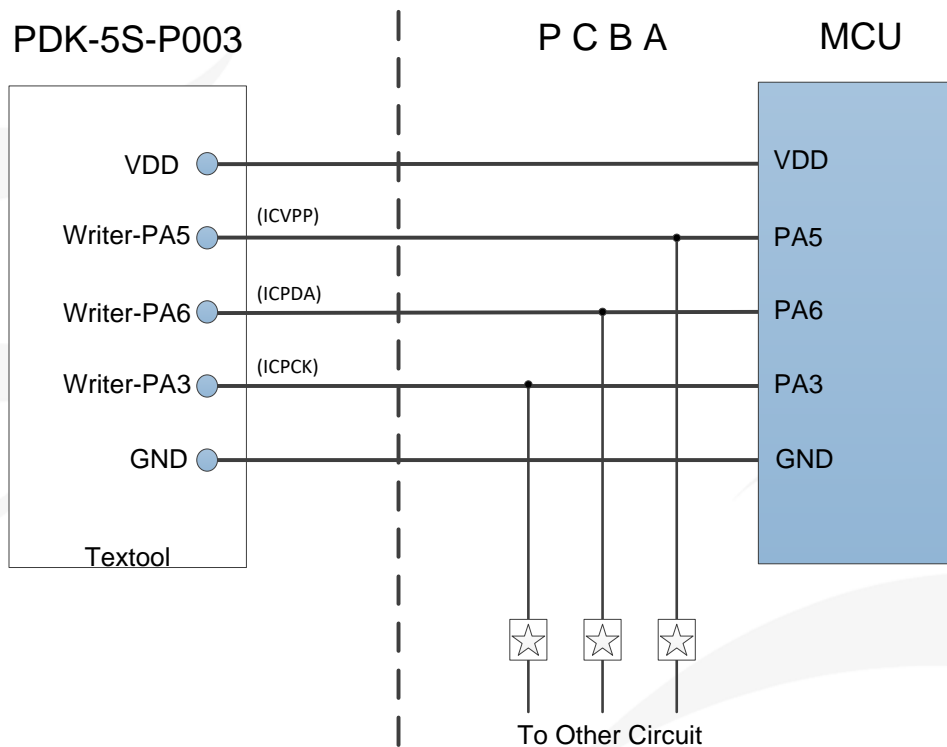 PDK-5S-P003
P C B A
MCU
VDD
VDD
(ICVPP)
Writer-PA5
PA5
(ICPDA)
Writer-PA6
PA6
(ICPCK)
Writer-PA3
PA3
GND
GND
Textool
To Other Circuit